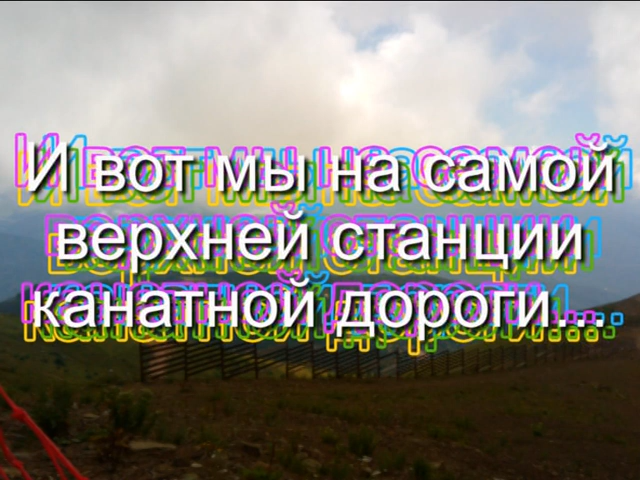 И вот мы на самой
верхней станции
канатной дороги...